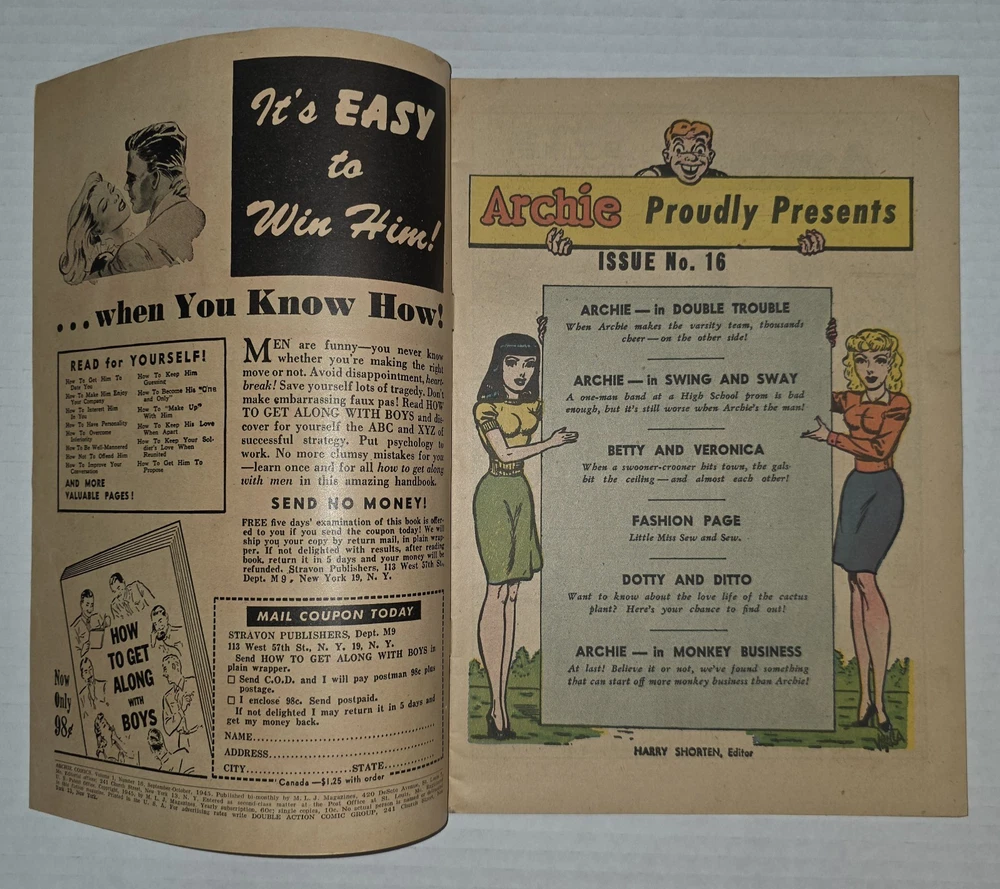 It's EASY
to
Win Him!
...when You Know How!
READ for YOURSELF!
How To Get Him To
Date You
How To Make Him Enjoy
Your Company
How To Interest Him
In You
How To Have Personality
How To Overcome
Inferiority
How To Be Well-Mannered
How Not To Offend Him
How To Improve Your
Conversation
AND MORE
VALUABLE PAGES!
How To Keep Him
Guessing
How To Become His "One
and Only"
How To "Make Up"
With Him
How To Keep His Love
When Apart
How To Keep Your Sol-
dier's Love When
Reunited
How To Get Him To
Propose
MEN are funny—you never know
whether you're making the right
move or not. Avoid disappointment, heart-
break! Save yourself lots of tragedy. Don't
make embarrassing faux pas! Read HOW
TO GET ALONG WITH BOYS and dis-
cover for yourself the ABC and XYZ of
successful strategy. Put psychology to
work. No more clumsy mistakes for you
—learn once and for all how to get along
with men in this amazing handbook.
SEND NO MONEY!
FREE five days' examination of this book is offer-
ed to you if you send the coupon today! We will
ship you your copy by return mail, in plain wrap-
per. If not delighted with results, after reading
book, return it in 5 days and your money will be
refunded. Stravon Publishers, 113 West 57th St.,
Dept. M9, New York 19, N. Y.
HOW
TO GET
ALONG
WITH
BOYS
Now
Only
98¢
MAIL COUPON TODAY
STRAVON PUBLISHERS, Dept. M9
113 West 57th St., N. Y. 19, N. Y.
Send HOW TO GET ALONG WITH BOYS in
plain wrapper.
☐ Send C.O.D. and I will pay postman 98c plus
postage.
☐ I enclose 98c. Send postpaid.
If not delighted I may return it in 5 days and
get my money back.
NAME
ADDRESS
CITY STATE
Canada —$1.25 with order
ARCHIE COMICS, Volume 1, Number 16, September-October, 1945. Published bi-monthly by M. L. J. Magazines, 420 DeSoto Avenue, St. Louis
Archie Proudly Presents
ISSUE No. 16
ARCHIE — in DOUBLE TROUBLE
When Archie makes the varsity team, thousands
cheer — on the other side!
ARCHIE — in SWING AND SWAY
A one-man band at a High School prom is bad
enough, but it's still worse when Archie's the man!
BETTY AND VERONICA
When a swooner-crooner hits town, the gals
hit the ceiling — and almost each other!
FASHION PAGE
Little Miss Sew and Sew.
DOTTY AND DITTO
Want to know about the love life of the cactus
plant? Here's your chance to find out!
ARCHIE — in MONKEY BUSINESS
At last! Believe it or not, we've found something
that can start off more monkey business than Archie!
HARRY SHORTEN, Editor